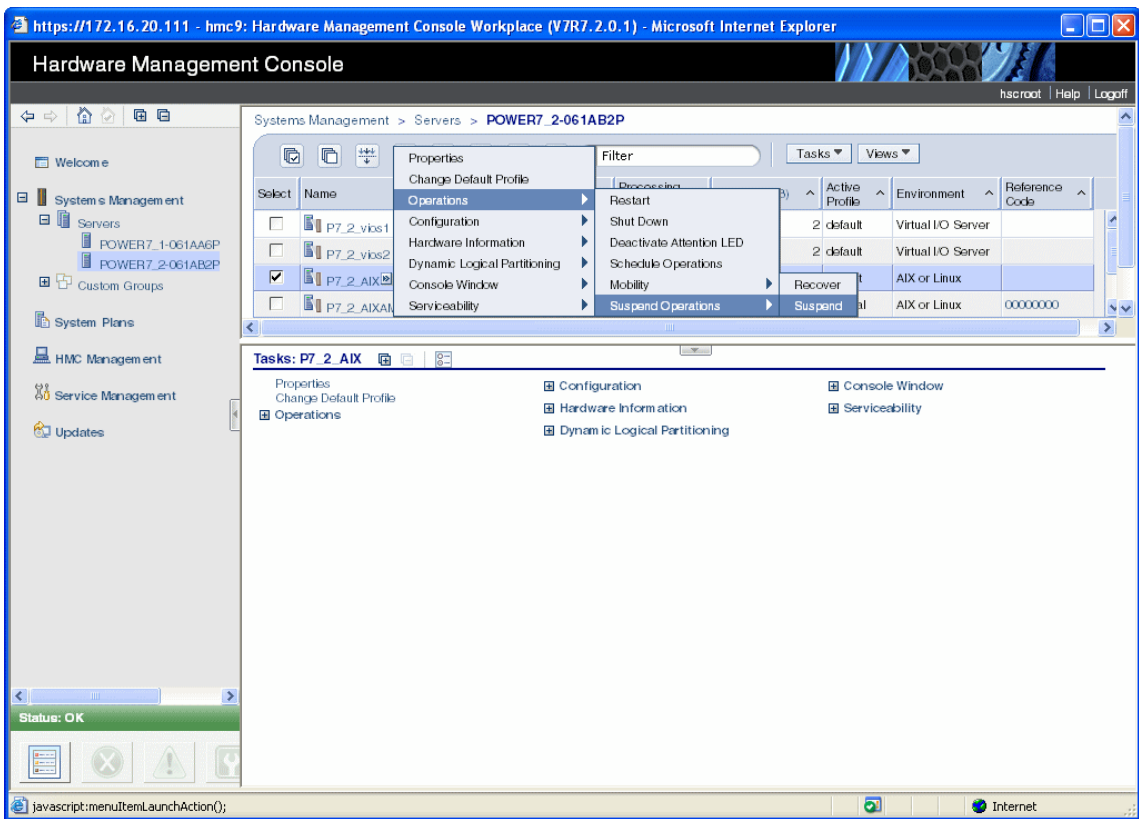 https://172.16.20.111 - hmc9: Hardware Management Console Workplace (V7R7.2.0.1) - Microsoft Internet Explorer
Hardware Management Console
hscroot | Help | Logoff
Systems Management > Servers > POWER7_2-061AB2P
Welcome
Systems Management
Servers
POWER7_1-061AA6P
POWER7_2-061AB2P
Custom Groups
System Plans
HMC Management
Service Management
Updates
Status: OK
Filter
Tasks
Views
Select
Name
Processing
B)
Active Profile
Environment
Reference Code
P7_2_vios1
2 default
Virtual I/O Server
P7_2_vios2
2 default
Virtual I/O Server
P7_2_AIX
AIX or Linux
P7_2_AIXAM
AIX or Linux
00000000
Properties
Change Default Profile
Operations
Configuration
Hardware Information
Dynamic Logical Partitioning
Console Window
Serviceability
Restart
Shut Down
Deactivate Attention LED
Schedule Operations
Mobility
Suspend Operations
Recover
Suspend
Tasks: P7_2_AIX
Properties
Change Default Profile
Operations
Configuration
Hardware Information
Dynamic Logical Partitioning
Console Window
Serviceability
javascript:menuItemLaunchAction();
Internet